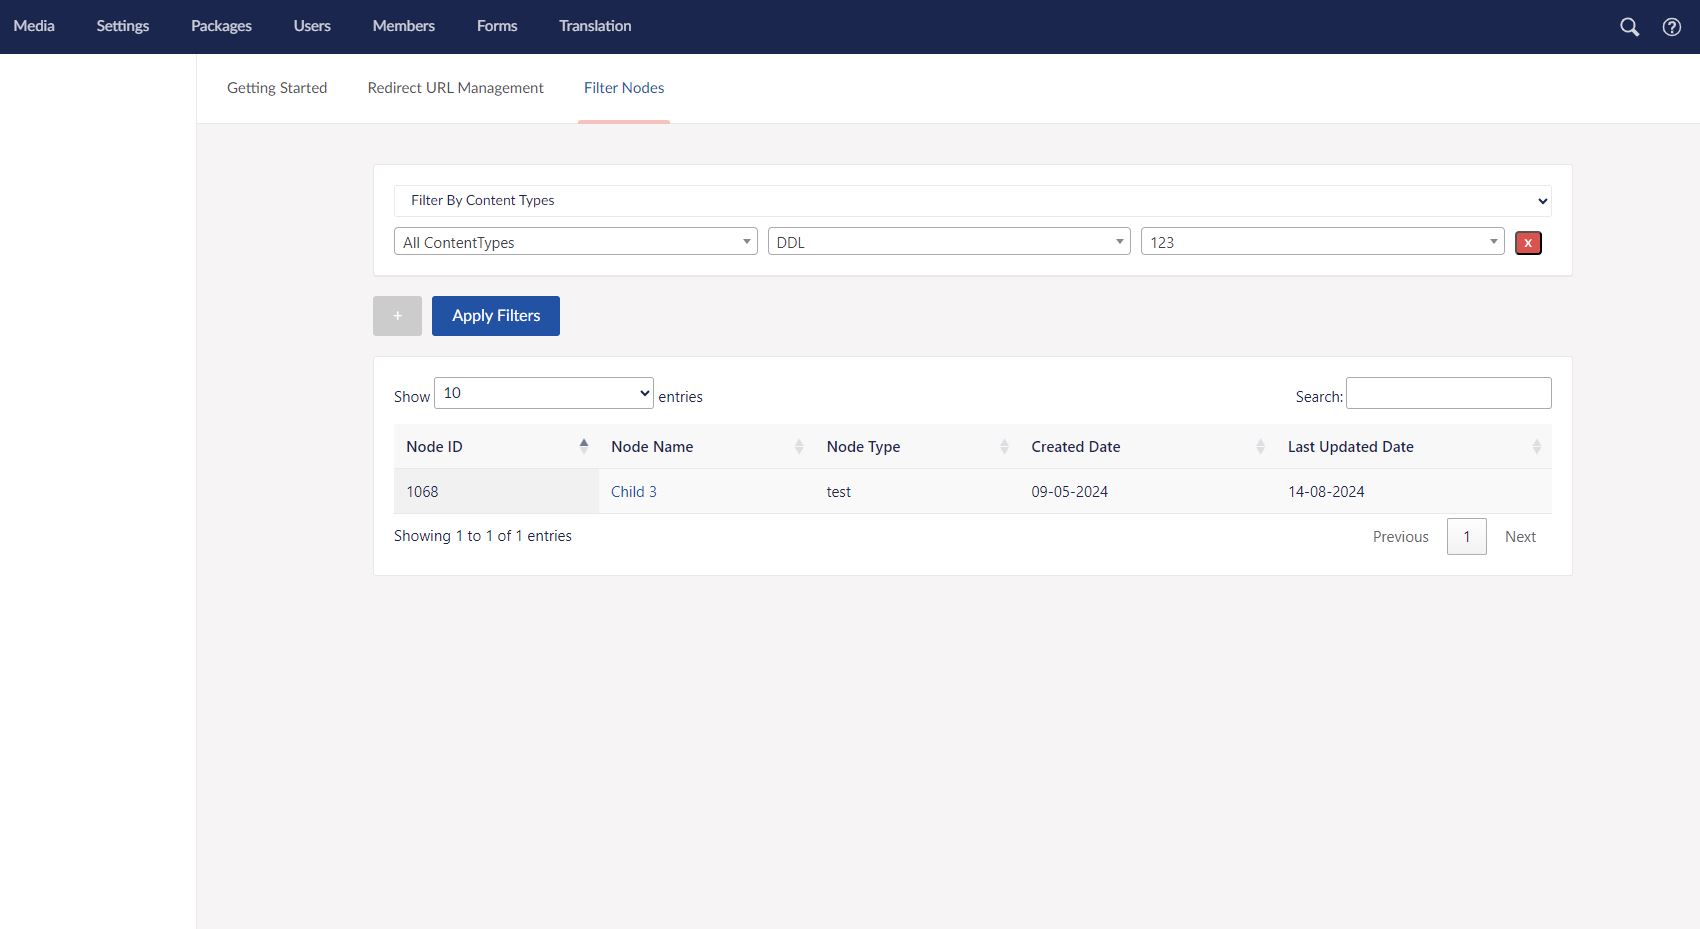 Media Settings Packages Users Members Forms Translation
Getting Started Redirect URL Management Filter Nodes
Filter By Content Types
All ContentTypes DDL 123 x
+ Apply Filters
Show 10 entries Search:
Node ID Node Name Node Type Created Date Last Updated Date
1068 Child 3 test 09-05-2024 14-08-2024
Showing 1 to 1 of 1 entries Previous 1 Next